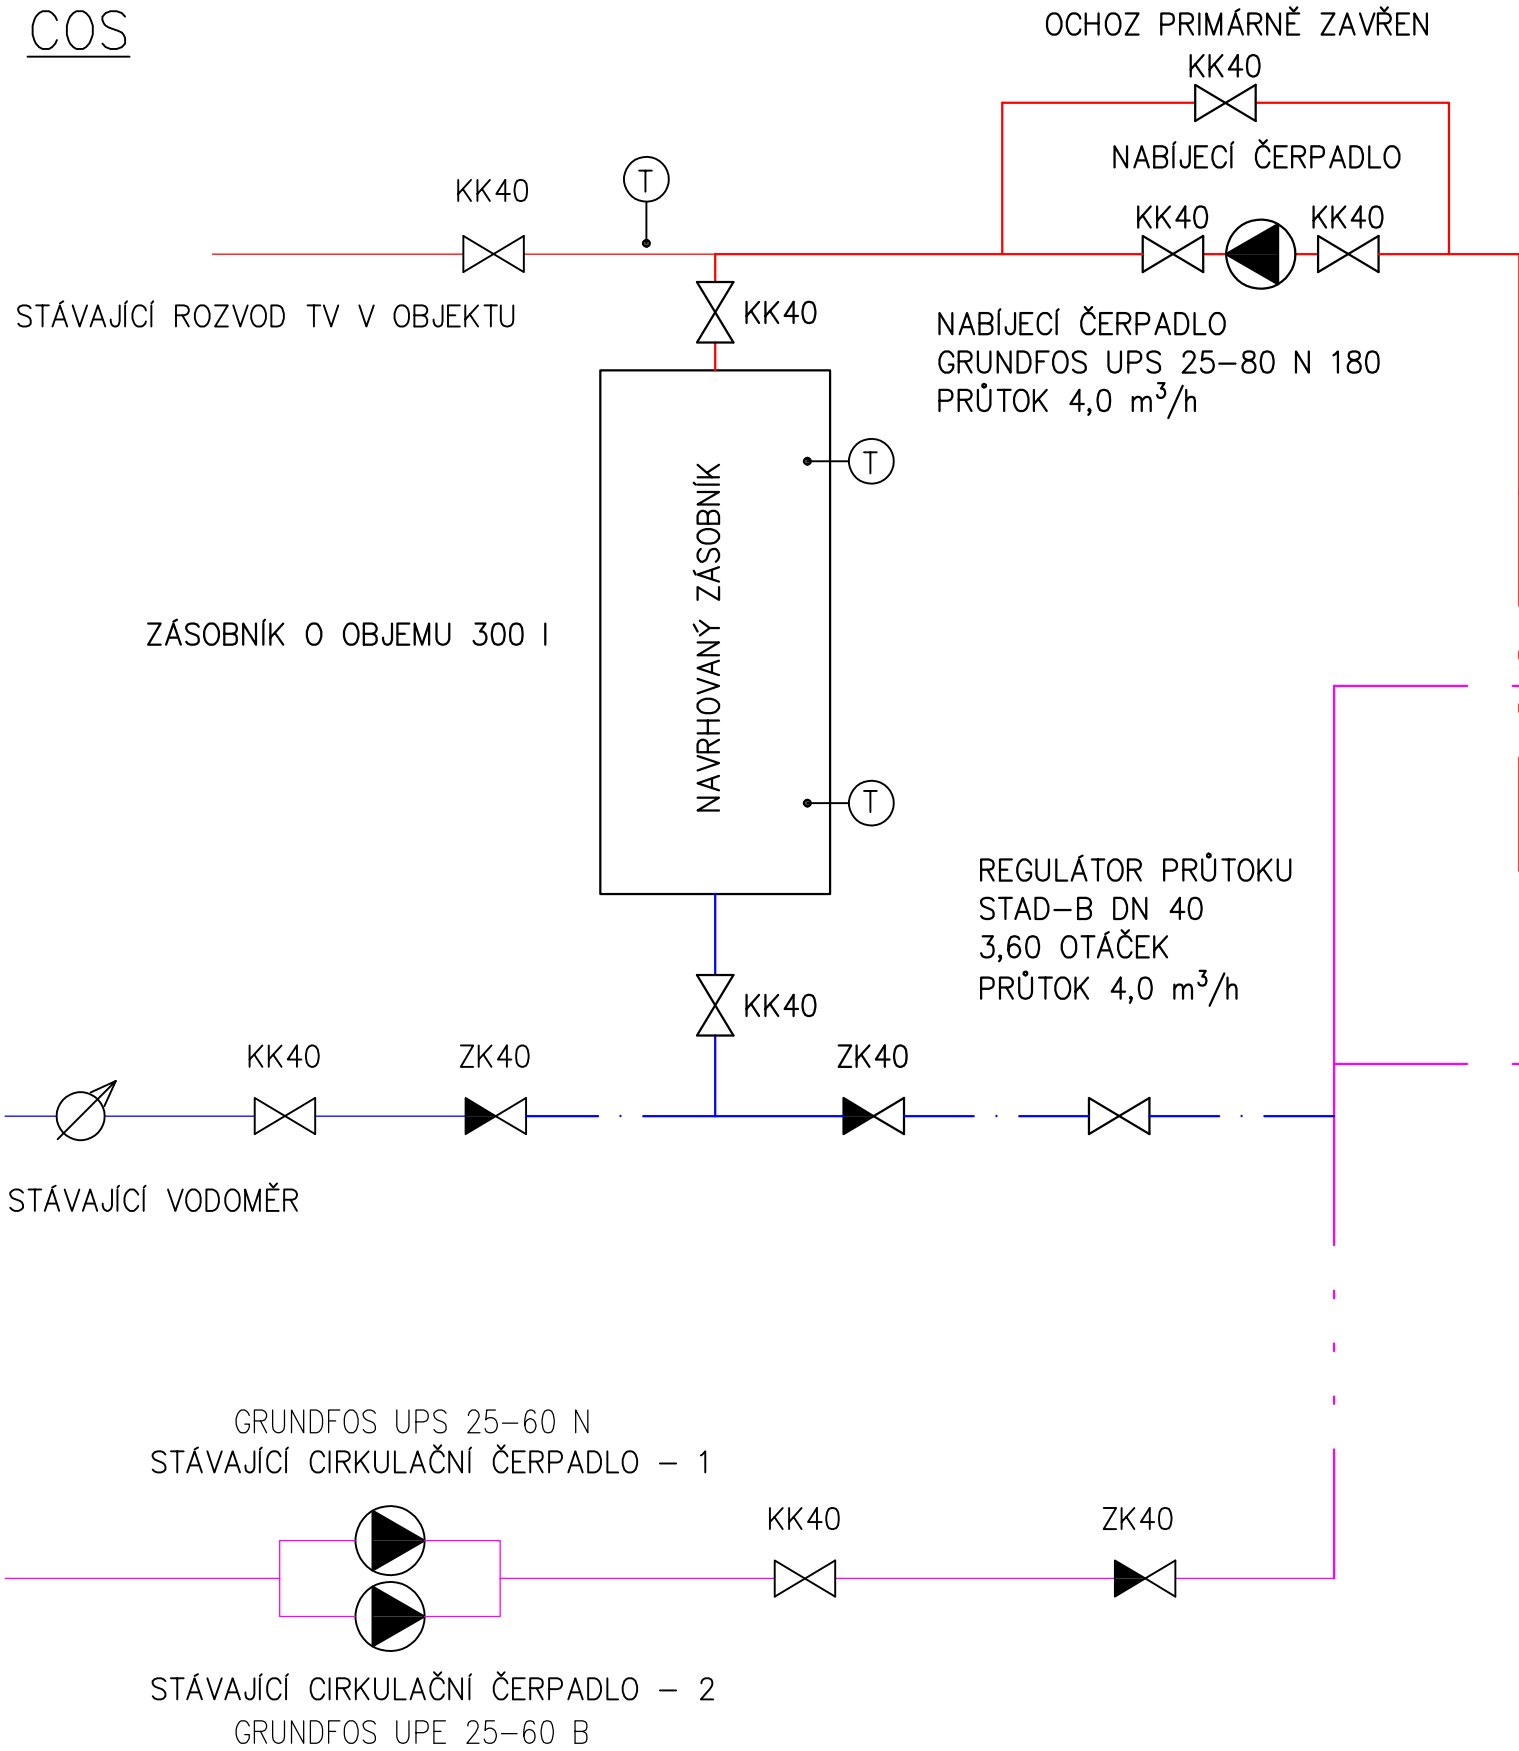 COS
OCHOZ PRIMÁRNĚ ZAVŘEN
KK40
NABÍJECÍ ČERPADLO
KK40
T
KK40
KK40
STÁVAJÍCÍ ROZVOD TV V OBJEKTU
KK40
NABÍJECÍ ČERPADLO
GRUNDFOS UPS 25-80 N 180
PRŮTOK 4,0 m³/h
T
NAVRHOVANÝ ZÁSOBNÍK
ZÁSOBNÍK O OBJEMU 300 l
T
REGULÁTOR PRŮTOKU
STAD-B DN 40
3,60 OTÁČEK
PRŮTOK 4,0 m³/h
KK40
KK40
ZK40
ZK40
STÁVAJÍCÍ VODOMĚR
GRUNDFOS UPS 25-60 N
STÁVAJÍCÍ CIRKULAČNÍ ČERPADLO - 1
KK40
ZK40
STÁVAJÍCÍ CIRKULAČNÍ ČERPADLO - 2
GRUNDFOS UPE 25-60 B